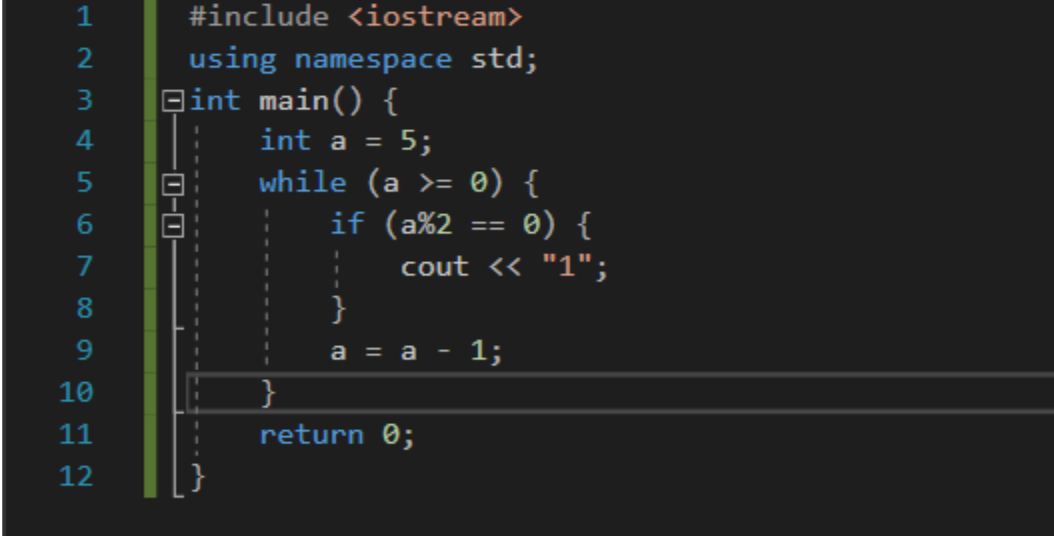 1 #include <iostream>
2 using namespace std;
3 int main() {
4 int a = 5;
5 while (a >= 0) {
6 if (a%2 == 0) {
7 cout << "1";
8 }
9 a = a - 1;
10 }
11 return 0;
12 }